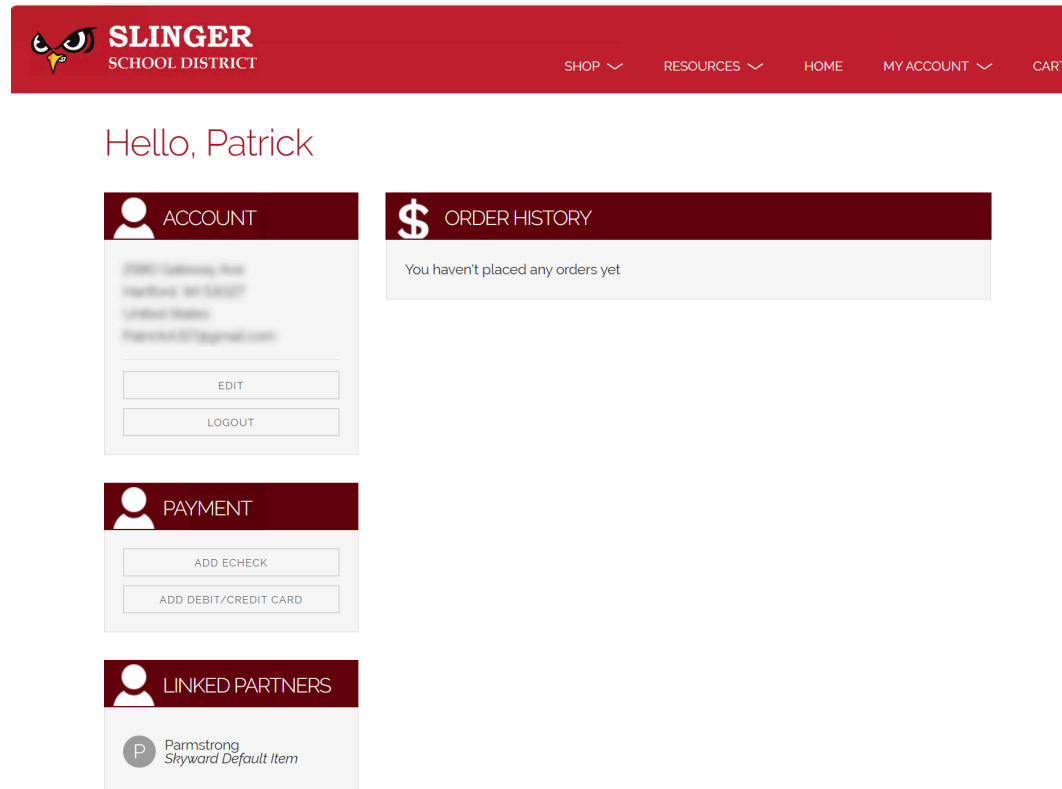 SLINGER
SCHOOL DISTRICT
SHOP
RESOURCES
HOME
MY ACCOUNT
CART
Hello, Patrick
ACCOUNT
EDIT
LOGOUT
$ ORDER HISTORY
You haven't placed any orders yet
PAYMENT
ADD ECHECK
ADD DEBIT/CREDIT CARD
LINKED PARTNERS
P
Parmstrong
Skyward Default Item